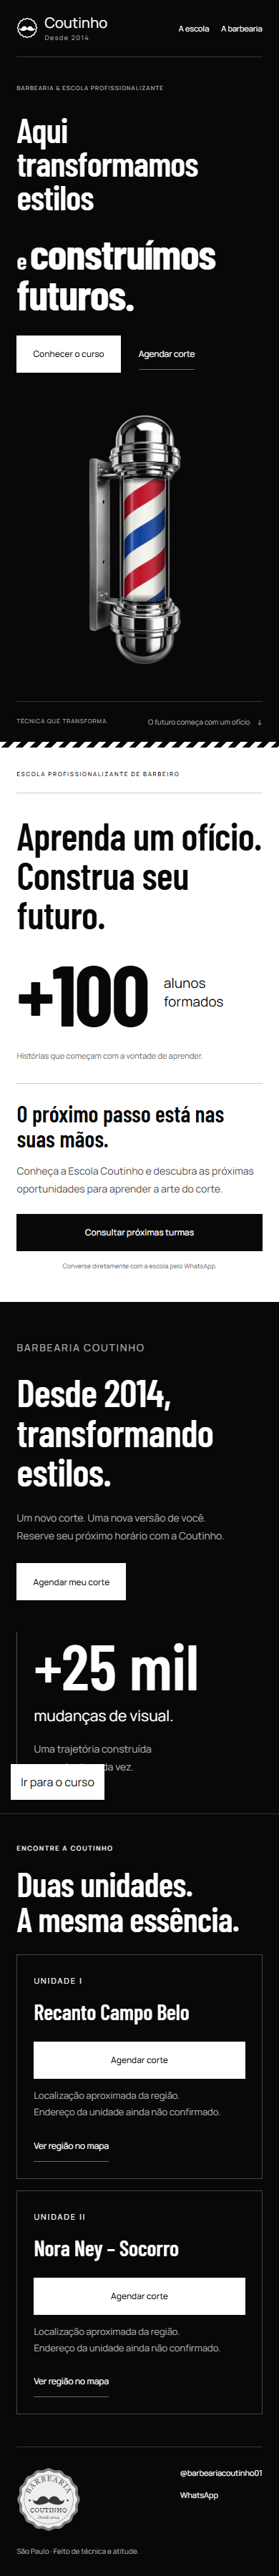 Coutinho
Desde 2014
A escola
A barbearia
BARBEARIA & ESCOLA PROFISSIONALIZANTE
Aqui
transformamos
estilos
e construímos
futuros.
Conhecer o curso
Agendar corte
TÉCNICA QUE TRANSFORMA.
O futuro começa com um ofício ↓
ESCOLA PROFISSIONALIZANTE DE BARBEIRO
Aprenda um ofício.
Construa seu
futuro.
+100
alunos
formados
Histórias que começam com a vontade de aprender.
O próximo passo está nas
suas mãos.
Conheça a Escola Coutinho e descubra as próximas
oportunidades para aprender a arte do corte.
Consultar próximas turmas
Converse diretamente com a escola pelo WhatsApp.
BARBEARIA COUTINHO
Desde 2014,
transformando
estilos.
Um novo corte. Uma nova versão de você.
Reserve seu próximo horário com a Coutinho.
Agendar meu corte
+25 mil
mudanças de visual.
Uma trajetória construída
da vez.
Ir para o curso
ENCONTRE A COUTINHO
Duas unidades.
A mesma essência.
UNIDADE I
Recanto Campo Belo
Agendar corte
Localização aproximada da região.
Endereço da unidade ainda não confirmado.
Ver região no mapa
UNIDADE II
Nora Ney – Socorro
Agendar corte
Localização aproximada da região.
Endereço da unidade ainda não confirmado.
Ver região no mapa
BARBEARIA
COUTINHO
Desde 2014
@barbeariacoutinho01
WhatsApp
São Paulo · Feito de técnica e atitude.